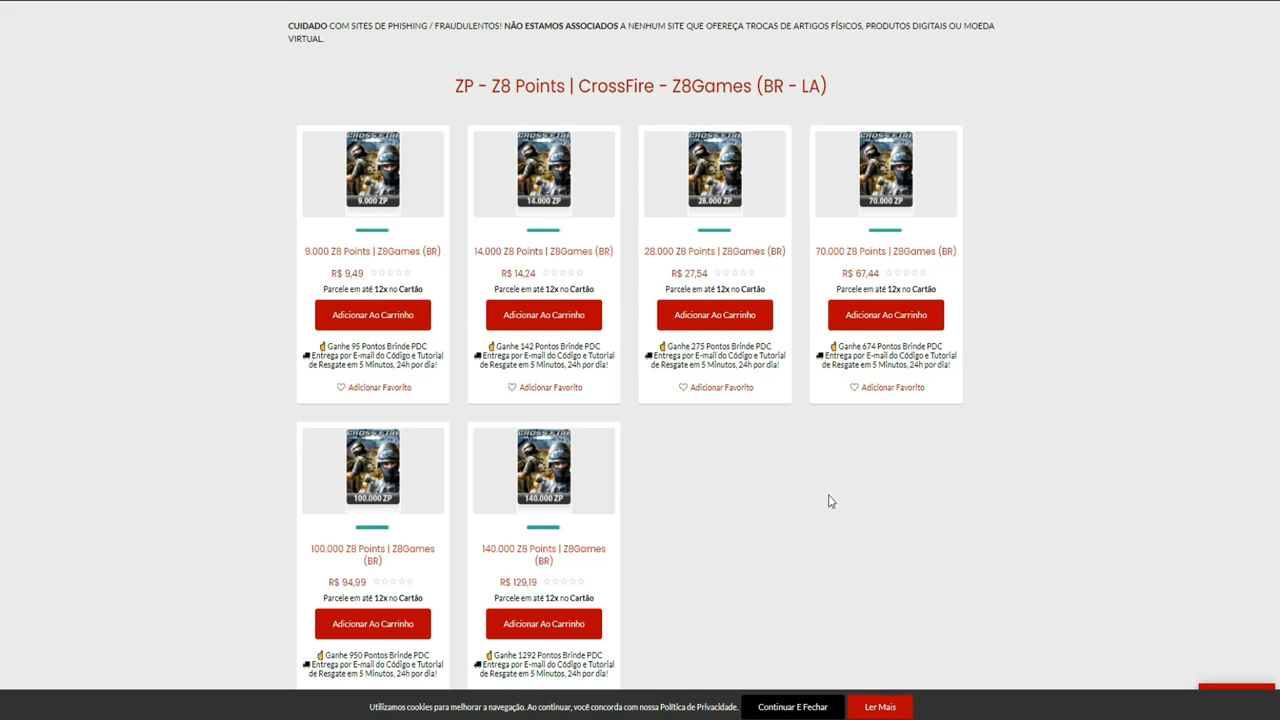 CUIDADO COM SITES DE PHISHING / FRAUDULENTOS! NÃO ESTAMOS ASSOCIADOS A NENHUM SITE QUE OFEREÇA TROCAS DE ARTIGOS FÍSICOS, PRODUTOS DIGITAIS OU MOEDA
VIRTUAL.
ZP - Z8 Points | CrossFire - Z8Games (BR - LA)
CROSS FIRE
9.000 ZP
9.000 Z8 Points | Z8Games (BR)
R$ 9,49
Parcele em até 12x no Cartão
Adicionar Ao Carrinho
Ganhe 95 Pontos Brinde PDC
Entrega por E-mail do Código e Tutorial
de Resgate em 5 Minutos, 24h por dia!
Adicionar Favorito
CROSS FIRE
14.000 ZP
14.000 Z8 Points | Z8Games (BR)
R$ 14,24
Parcele em até 12x no Cartão
Adicionar Ao Carrinho
Ganhe 142 Pontos Brinde PDC
Entrega por E-mail do Código e Tutorial
de Resgate em 5 Minutos, 24h por dia!
Adicionar Favorito
CROSS FIRE
28.000 ZP
28.000 Z8 Points | Z8Games (BR)
R$ 27,54
Parcele em até 12x no Cartão
Adicionar Ao Carrinho
Ganhe 275 Pontos Brinde PDC
Entrega por E-mail do Código e Tutorial
de Resgate em 5 Minutos, 24h por dia!
Adicionar Favorito
CROSS FIRE
70.000 ZP
70.000 Z8 Points | Z8Games (BR)
R$ 67,44
Parcele em até 12x no Cartão
Adicionar Ao Carrinho
Ganhe 674 Pontos Brinde PDC
Entrega por E-mail do Código e Tutorial
de Resgate em 5 Minutos, 24h por dia!
Adicionar Favorito
CROSS FIRE
100.000 ZP
100.000 Z8 Points | Z8Games
(BR)
R$ 94,99
Parcele em até 12x no Cartão
Adicionar Ao Carrinho
Ganhe 950 Pontos Brinde PDC
Entrega por E-mail do Código e Tutorial
de Resgate em 5 Minutos, 24h por dia!
CROSS FIRE
140.000 ZP
140.000 Z8 Points | Z8Games
(BR)
R$ 129,19
Parcele em até 12x no Cartão
Adicionar Ao Carrinho
Ganhe 1292 Pontos Brinde PDC
Entrega por E-mail do Código e Tutorial
de Resgate em 5 Minutos, 24h por dia!
Utilizamos cookies para melhorar a navegação. Ao continuar, você concorda com nossa Política de Privacidade.
Continuar E Fechar
Ler Mais